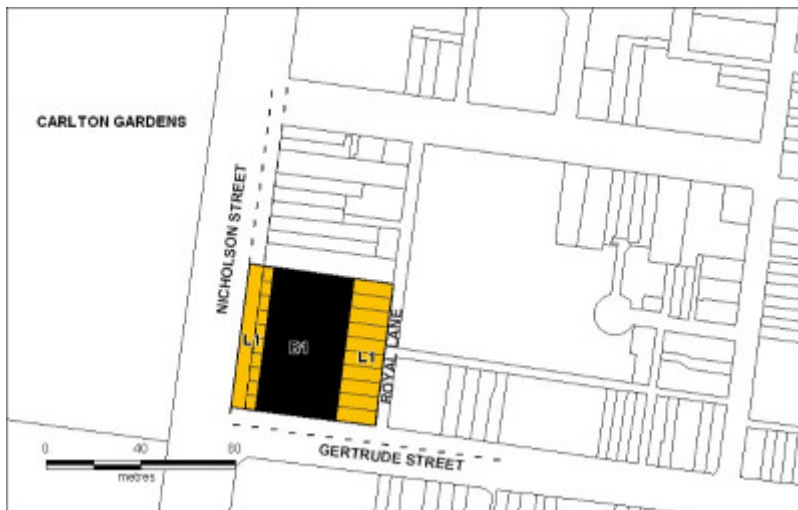 CARLTON GARDENS
NICHOLSON STREET
L1
B1
L1
ROYAL LANE
GERTRUDE STREET
0 40 80
metres